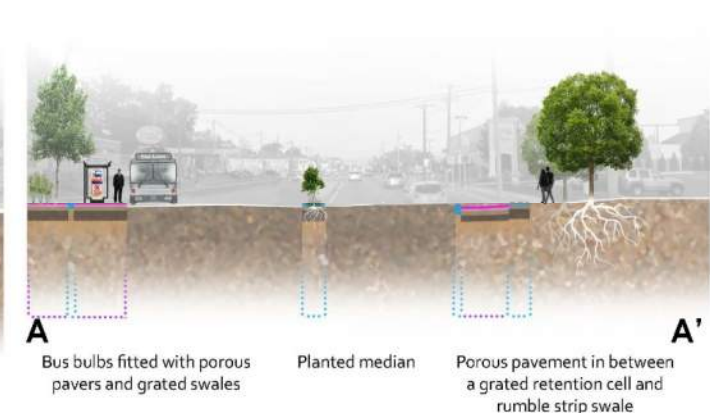 A
A'
Bus bulbs fitted with porous
pavers and grated swales
Planted median
Porous pavement in between
a grated retention cell and
rumble strip swale